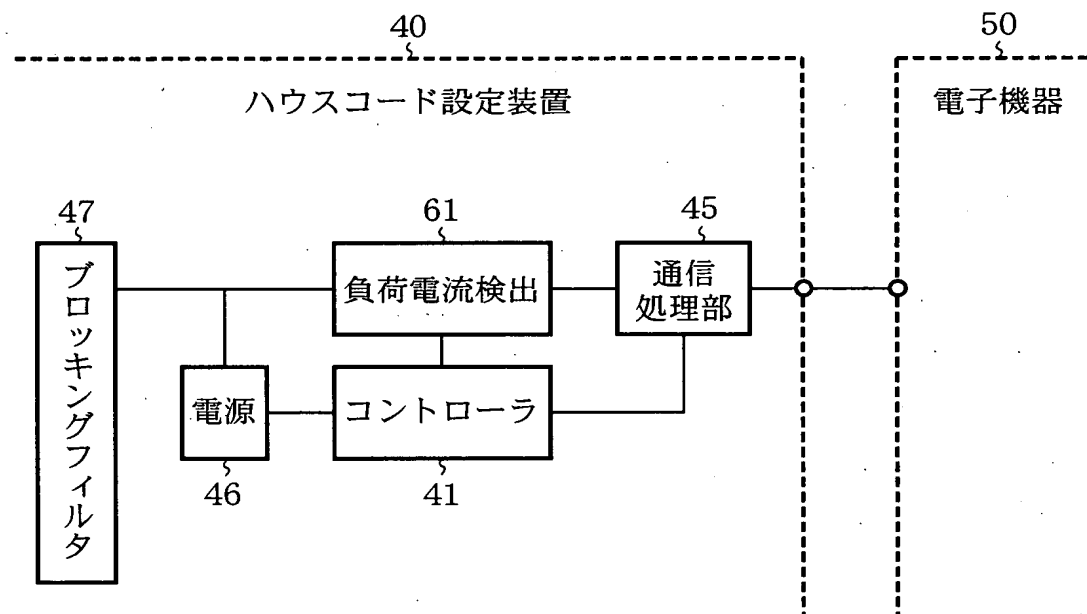 40
50
ハウスコード設定装置
電子機器
47
61
45
ブロッキングフィルタ
負荷電流検出
通信
処理部
電源
コントローラ
46
41